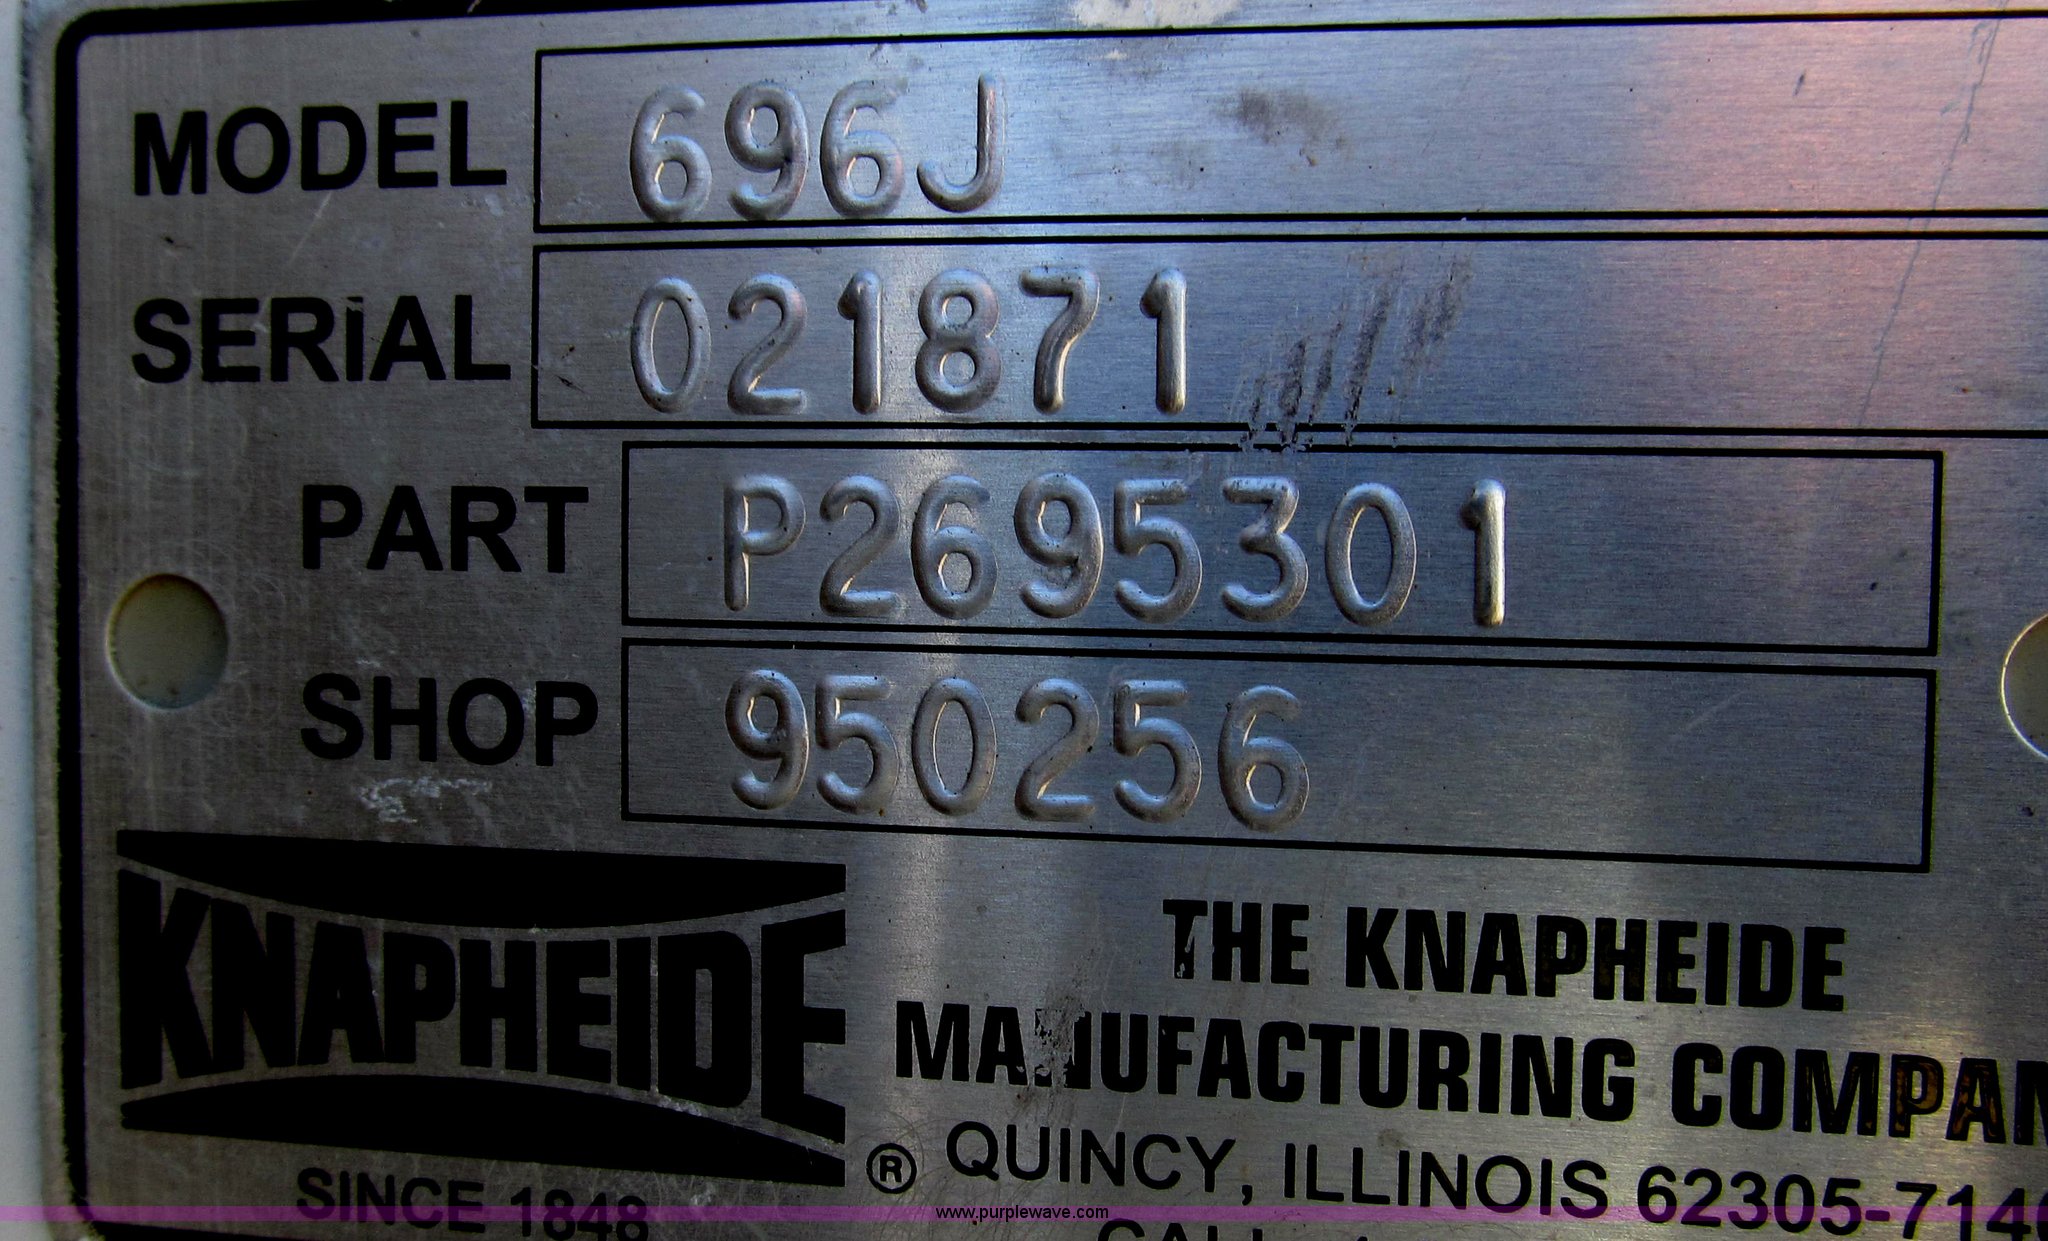 MODEL 696J
SERIAL 021871
PART P2695301
SHOP 950256
KNAPHEIDE
SINCE 1848
THE KNAPHEIDE
MANUFACTURING
® QUINCY, ILLINOIS
www.purplewave.com